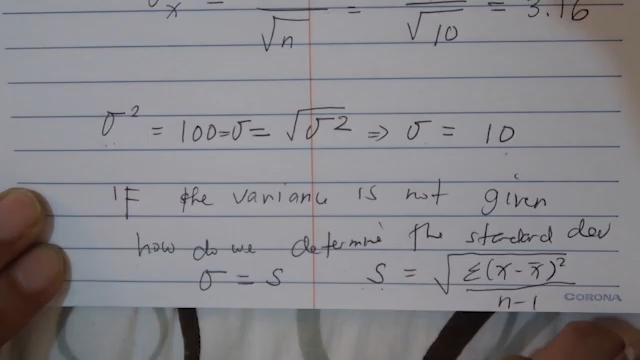 σx̄ = — / √n = — / √10 = 3.16
σ² = 100 = σ = √σ2 ⇒ σ = 10
IF the variance is not given
how do we determine the standard dev
σ = S S = √Σ(x-x̄)² / n-1
CORONA